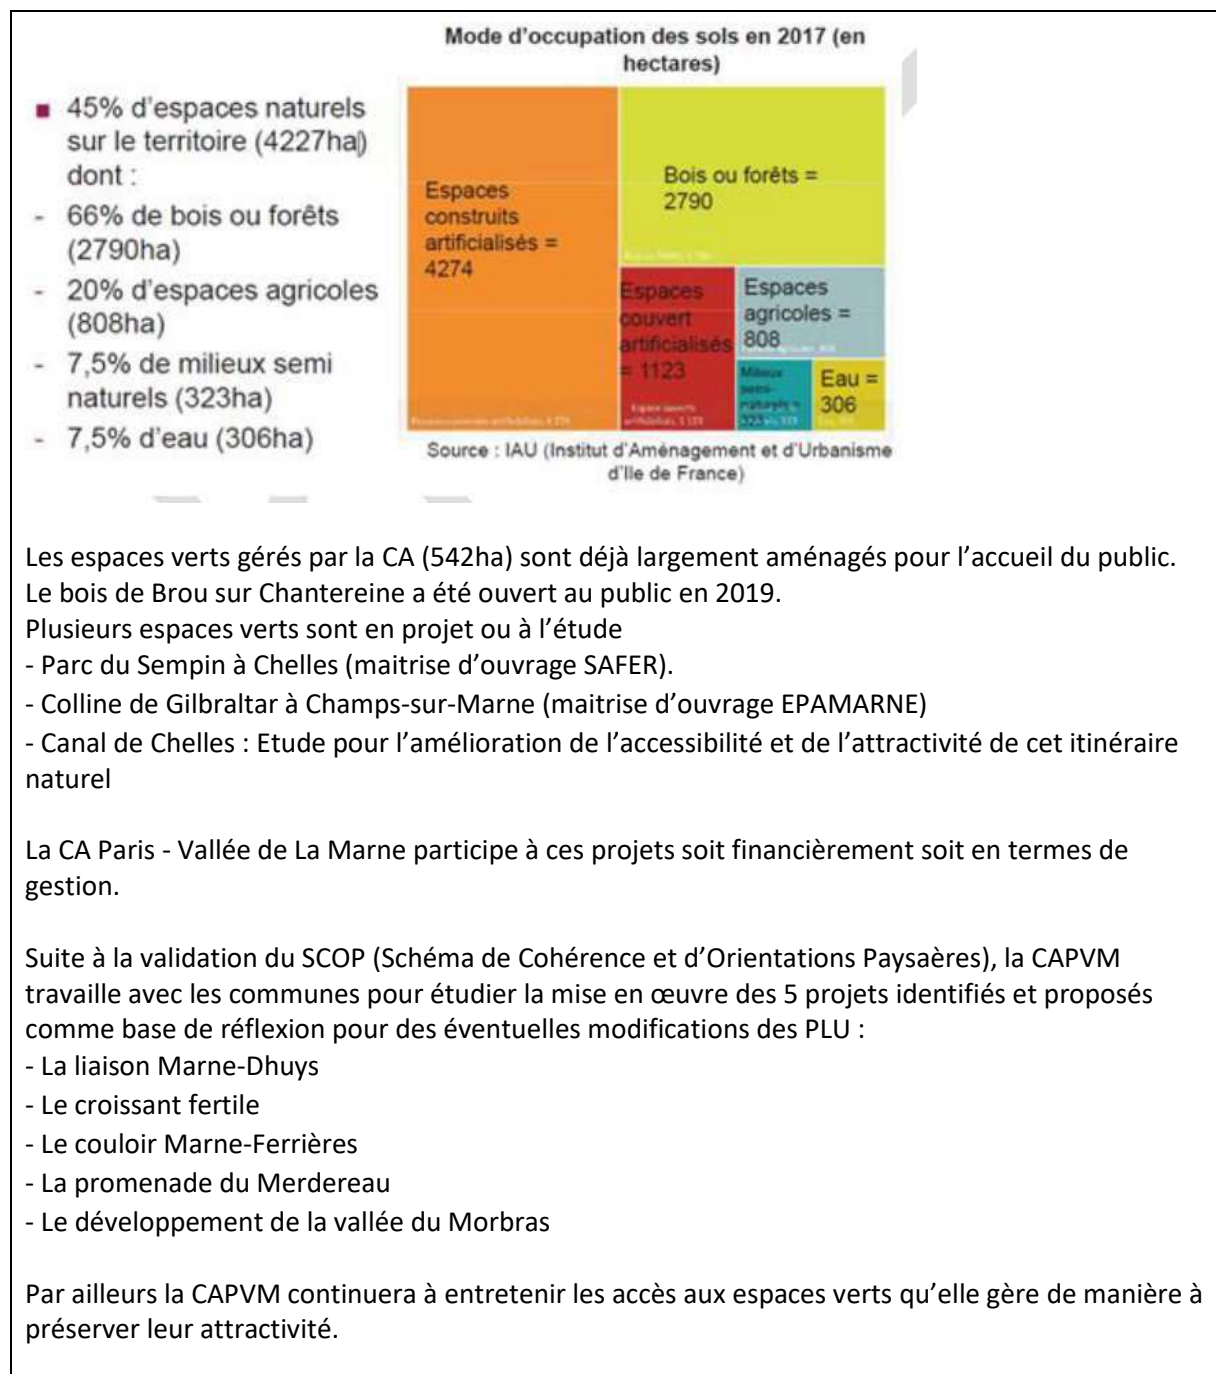 Mode d'occupation des sols en 2017 (en
hectares)
■ 45% d'espaces naturels
sur le territoire (4227ha)
dont :
- 66% de bois ou forêts
(2790ha)
- 20% d'espaces agricoles
(808ha)
- 7,5% de milieux semi
naturels (323ha)
- 7,5% d'eau (306ha)
Espaces
construits
artificialisés =
4274
Bois ou forêts =
2790
Espaces
couvert
artificialisés
= 1123
Espaces
agricoles =
808
Milieux
semi-
naturels =
323
Eau =
306
Source : IAU (Institut d'Aménagement et d'Urbanisme
d'Ile de France)
Les espaces verts gérés par la CA (542ha) sont déjà largement aménagés pour l'accueil du public.
Le bois de Brou sur Chantereine a été ouvert au public en 2019.
Plusieurs espaces verts sont en projet ou à l'étude
- Parc du Sempin à Chelles (maitrise d'ouvrage SAFER).
- Colline de Gilbraltar à Champs-sur-Marne (maitrise d'ouvrage EPAMARNE)
- Canal de Chelles : Etude pour l'amélioration de l'accessibilité et de l'attractivité de cet itinéraire
naturel
La CA Paris - Vallée de La Marne participe à ces projets soit financièrement soit en termes de
gestion.
Suite à la validation du SCOP (Schéma de Cohérence et d'Orientations Paysaères), la CAPVM
travaille avec les communes pour étudier la mise en œuvre des 5 projets identifiés et proposés
comme base de réflexion pour des éventuelles modifications des PLU :
- La liaison Marne-Dhuys
- Le croissant fertile
- Le couloir Marne-Ferrières
- La promenade du Merdereau
- Le développement de la vallée du Morbras
Par ailleurs la CAPVM continuera à entretenir les accès aux espaces verts qu'elle gère de manière à
préserver leur attractivité.